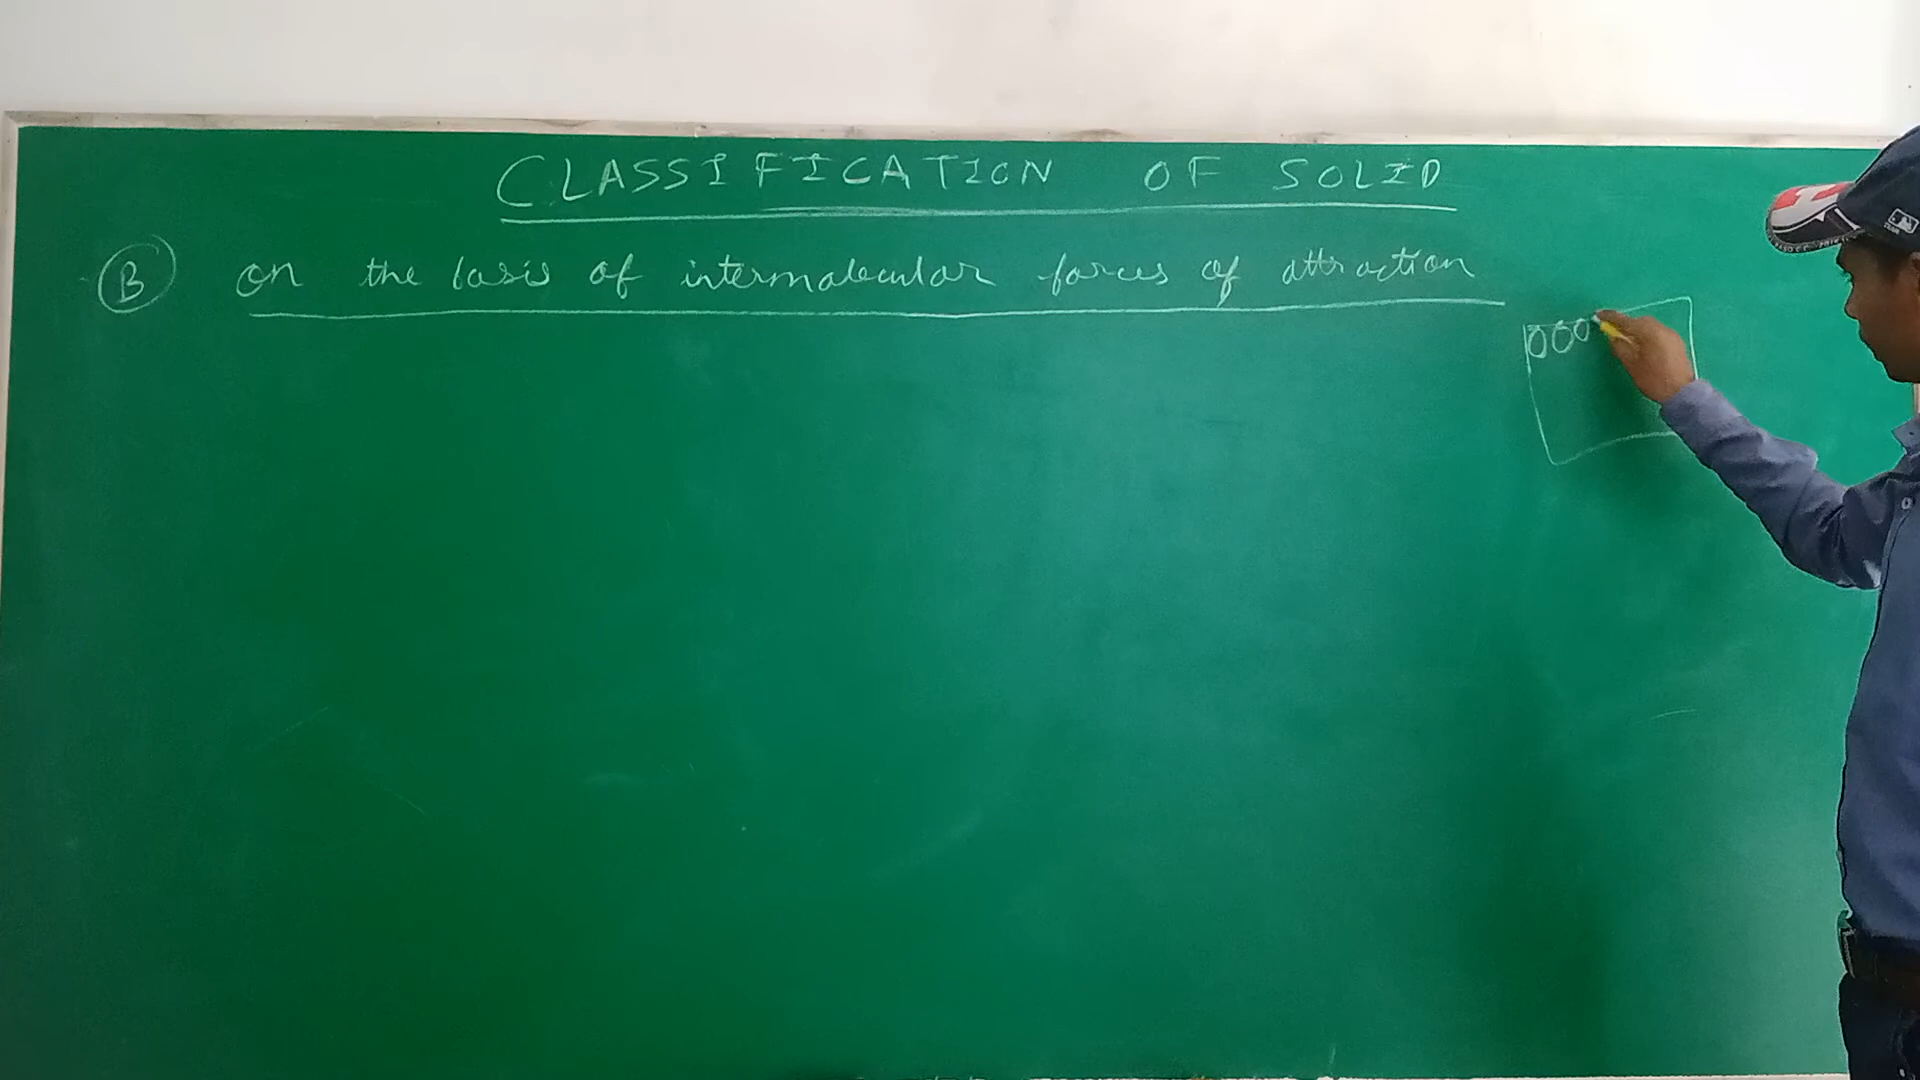 CLASSIFICATION OF SOLID
B on the basis of intermolecular forces of attraction